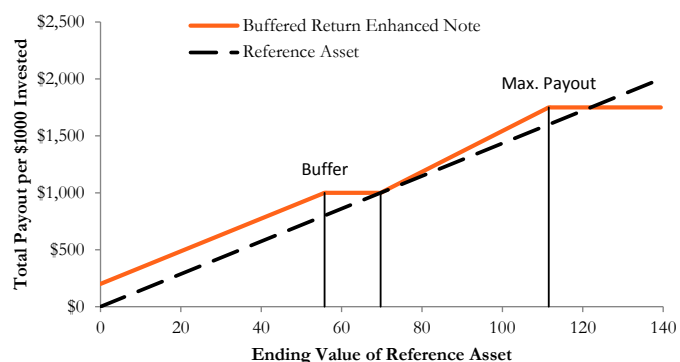 $2,500
Buffered Return Enhanced Note
Reference Asset
$2,000
Max. Payout
$1,500
Buffer
$1,000
$500
$0
0 20 40 60 80 100 120 140
Total Payout per $1000 Invested
Ending Value of Reference Asset